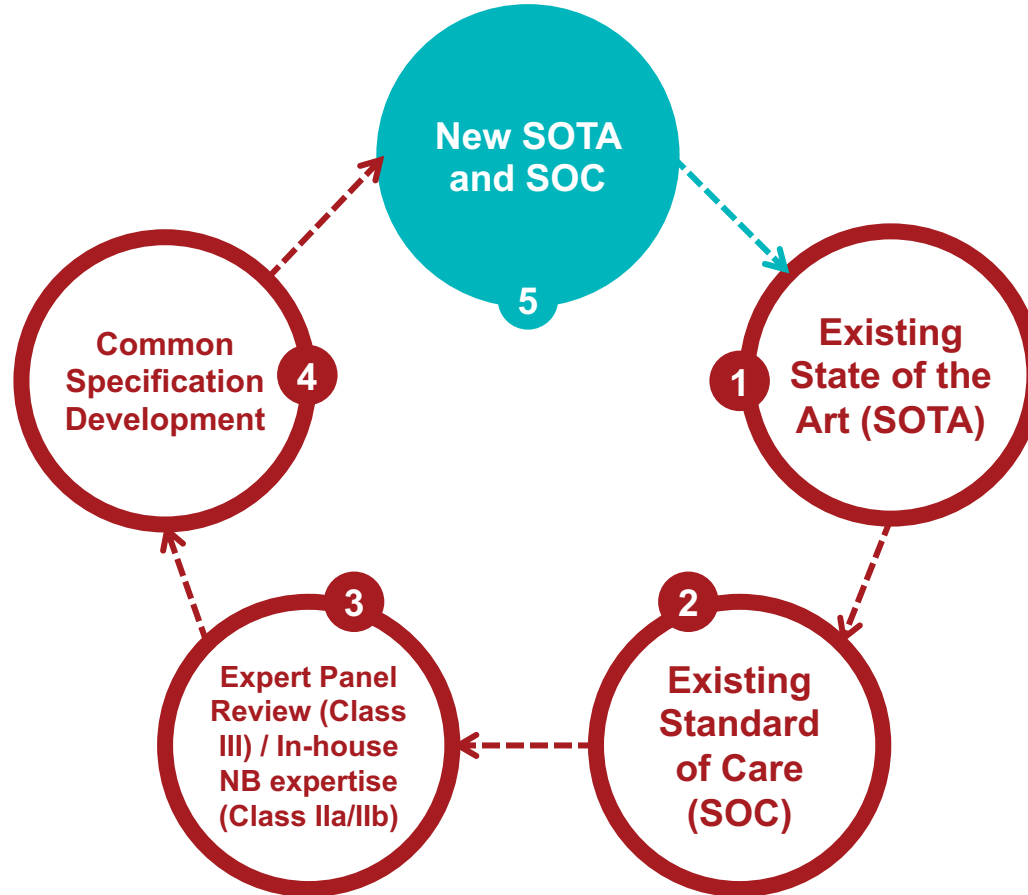 New SOTA
and SOC
5
Existing
State of the
Art (SOTA)
1
2
Existing
Standard
of Care
(SOC)
3
Expert Panel
Review (Class
III) / In-house
NB expertise
(Class IIa/IIb)
Common
Specification
Development
4